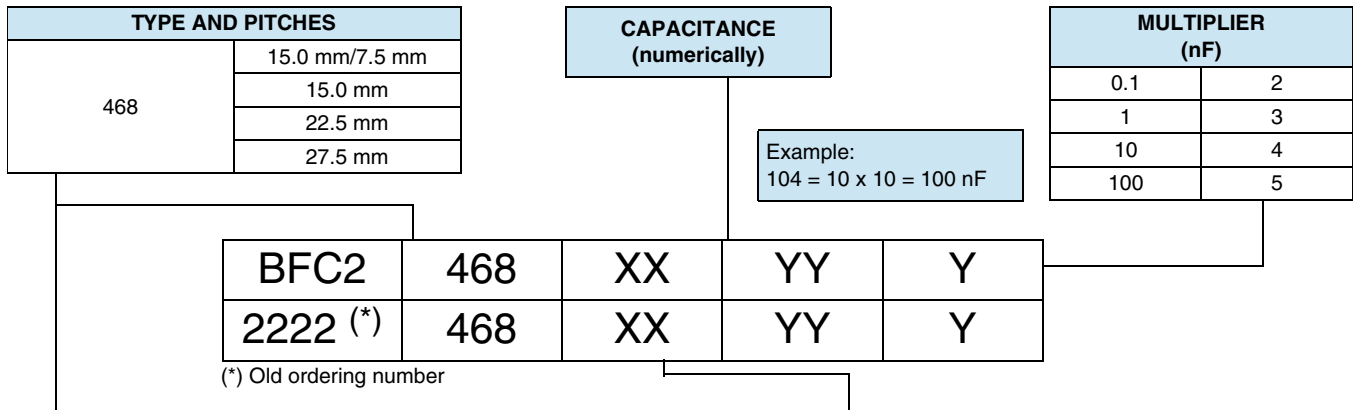 TYPE AND PITCHES
468
15.0 mm/7.5 mm
15.0 mm
22.5 mm
27.5 mm
CAPACITANCE
(numerically)
MULTIPLIER
(nF)
0.1 2
1 3
10 4
100 5
Example:
104 = 10 x 10 = 100 nF
BFC2 468 XX YY Y
2222 (*) 468 XX YY Y
(*) Old ordering number